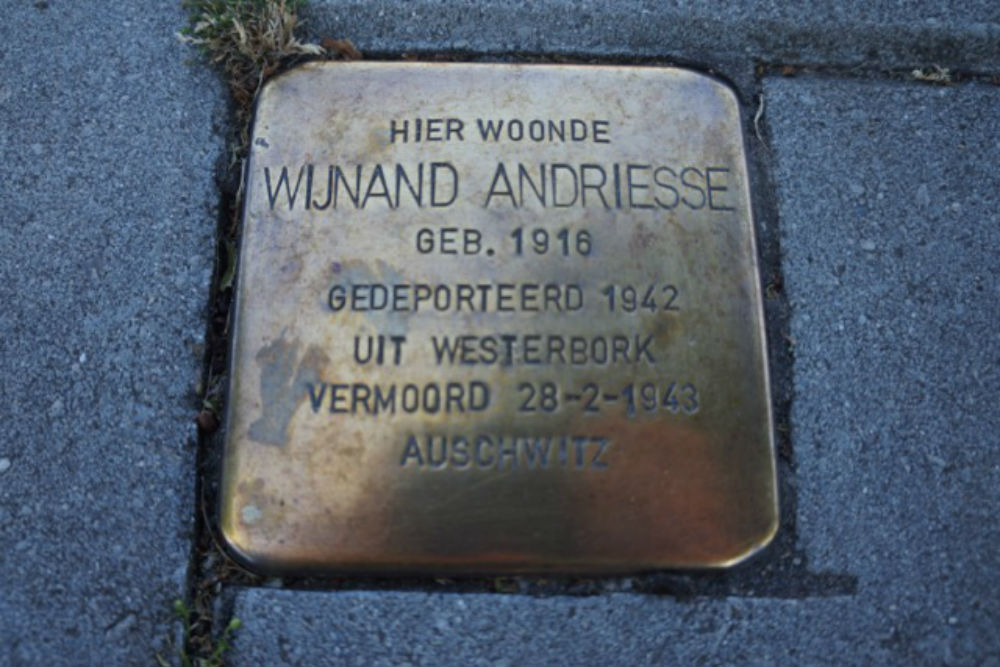 HIER WOONDE
WIJNAND ANDRIESSE
GEB. 1916
GEDEPORTEERD 1942
UIT WESTERBORK
VERMOORD 28-2-1943
AUSCHWITZ